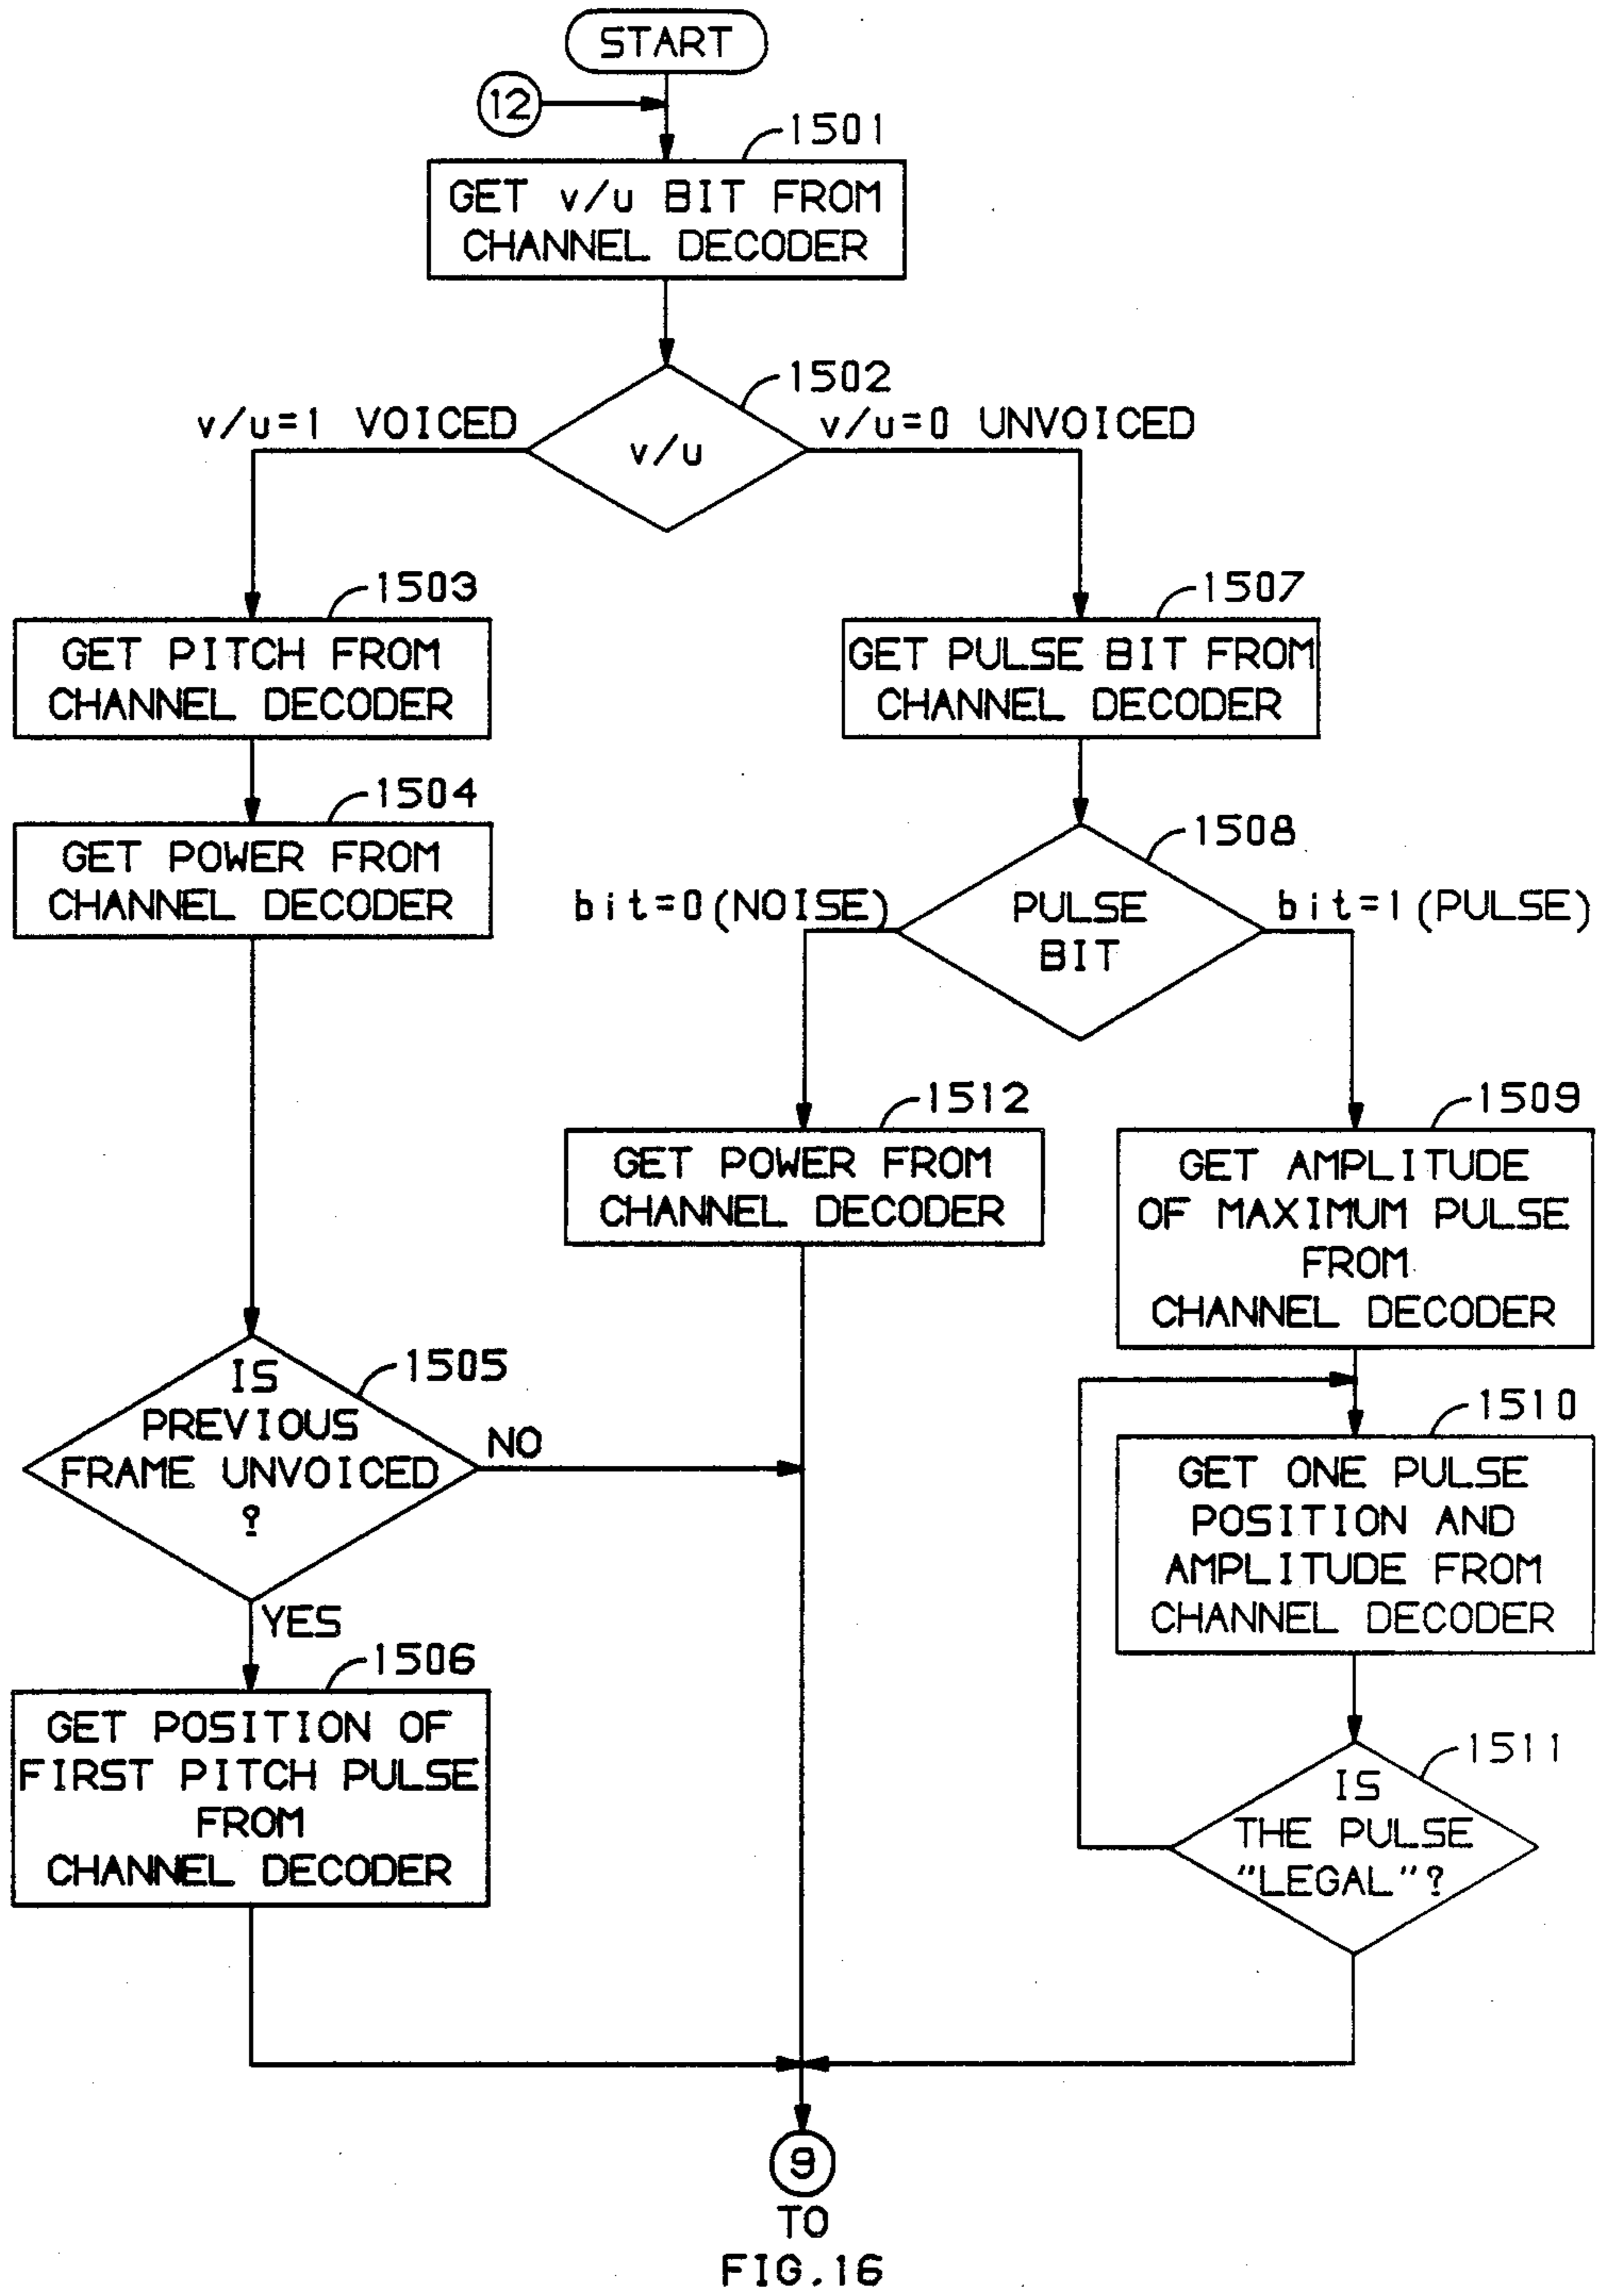 START
12
1501
GET v/u BIT FROM
CHANNEL DECODER
1502
v/u=1 VOICED
v/u=0 UNVOICED
v/u
1503
GET PITCH FROM
CHANNEL DECODER
1507
GET PULSE BIT FROM
CHANNEL DECODER
1504
GET POWER FROM
CHANNEL DECODER
1508
bit=0(NOISE)
PULSE
BIT
bit=1(PULSE)
1512
GET POWER FROM
CHANNEL DECODER
1509
GET AMPLITUDE
OF MAXIMUM PULSE
FROM
CHANNEL DECODER
1505
IS
PREVIOUS
FRAME UNVOICED
?
NO
YES
1510
GET ONE PULSE
POSITION AND
AMPLITUDE FROM
CHANNEL DECODER
1506
GET POSITION OF
FIRST PITCH PULSE
FROM
CHANNEL DECODER
1511
IS
THE PULSE
"LEGAL"?
9
TO
FIG.16